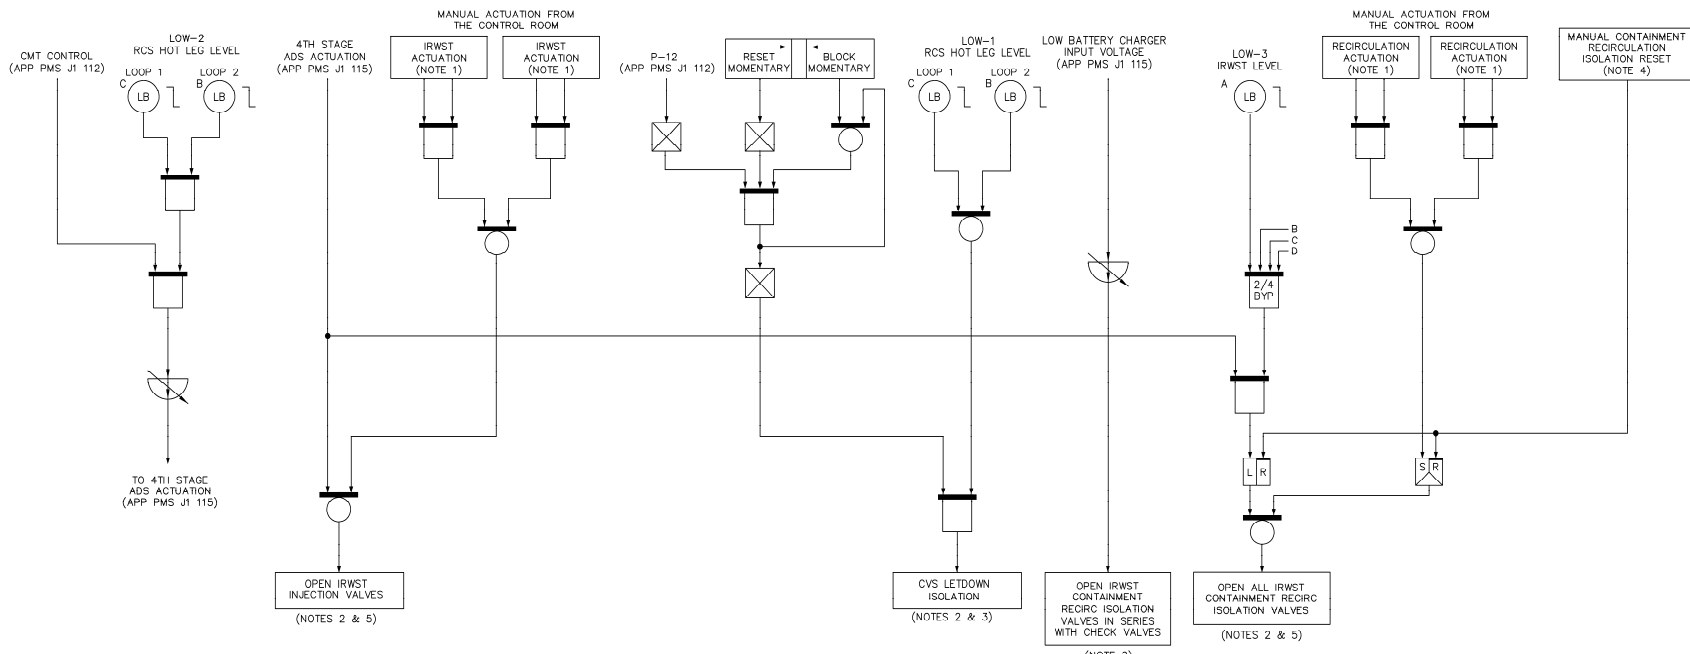 MANUAL ACTUATION FROM
THE CONTROL ROOM
MANUAL ACTUATION FROM
THE CONTROL ROOM
CMT CONTROL
(APP PMS J1 112)
LOW-2
RCS HOT LEG LEVEL
LOOP 1
LOOP 2
C
LB
B
LB
4TH STAGE
ADS ACTUATION
(APP PMS J1 115)
IRWST
ACTUATION
(NOTE 1)
IRWST
ACTUATION
(NOTE 1)
P-12
(APP PMS J1 112)
RESET
MOMENTARY
BLOCK
MOMENTARY
LOW-1
RCS HOT LEG LEVEL
LOOP 1
LOOP 2
C
LB
B
LB
LOW BATTERY CHARGER
INPUT VOLTAGE
(APP PMS J1 115)
LOW-3
IRWST LEVEL
A
LB
RECIRCULATION
ACTUATION
(NOTE 1)
RECIRCULATION
ACTUATION
(NOTE 1)
MANUAL CONTAINMENT
RECIRCULATION
ISOLATION RESET
(NOTE 4)
B
C
D
2/4
BYP
L
R
S
R
TO 4TH STAGE
ADS ACTUATION
(APP PMS J1 115)
OPEN IRWST
INJECTION VALVES
(NOTES 2 & 5)
CVS LETDOWN
ISOLATION
(NOTES 2 & 3)
OPEN IRWST
CONTAINMENT
RECIRC ISOLATION
VALVES IN SERIES
WITH CHECK VALVES
OPEN ALL IRWST
CONTAINMENT RECIRC
ISOLATION VALVES
(NOTES 2 & 5)